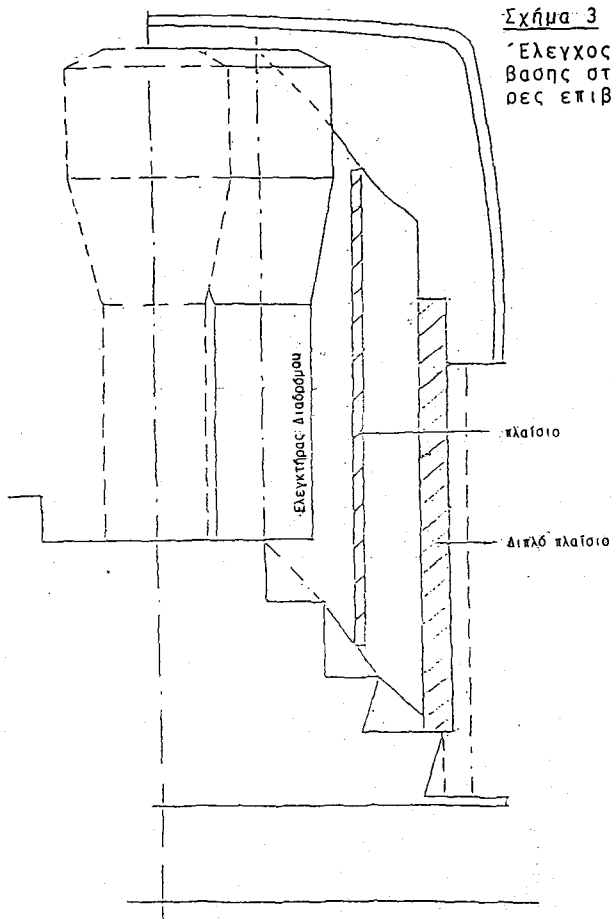 Σχήμα 3
Έλεγχος
βασης στ
ρες επιβ
Ελεγκτήρας Διαδρόμου
πλαίσιο
Διπλό πλαίσιο